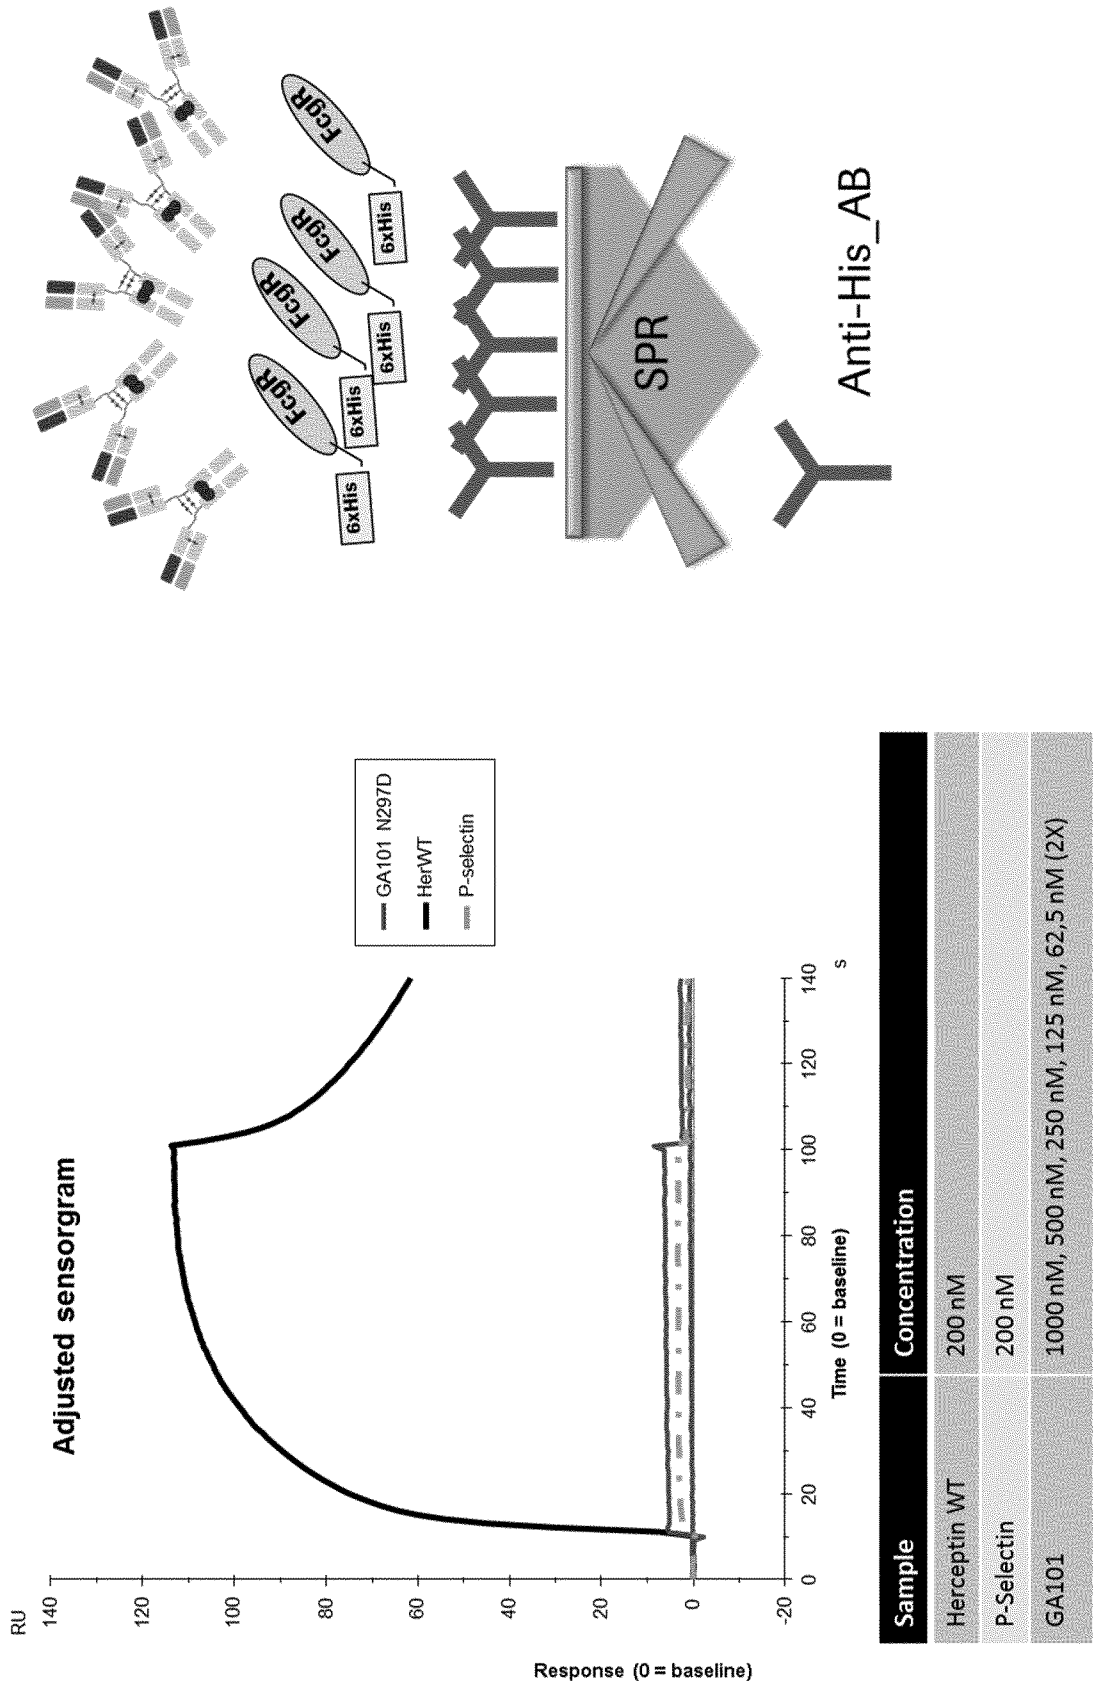 Adjusted sensorgram
RU
140
120
100
80
60
40
20
0
-20
Response (0 = baseline)
0
20
40
60
80
100
120
140
s
Time (0 = baseline)
GA101 N297D
HerWT
P-selectin
Sample Concentration
Herceptin WT 200 nM
P-Selectin 200 nM
GA101 1000 nM, 500 nM, 250 nM, 125 nM, 62,5 nM (2X)
FcgR
FcgR
FcgR
FcgR
6xHis
6xHis
6xHis
6xHis
SPR
Anti-His_AB